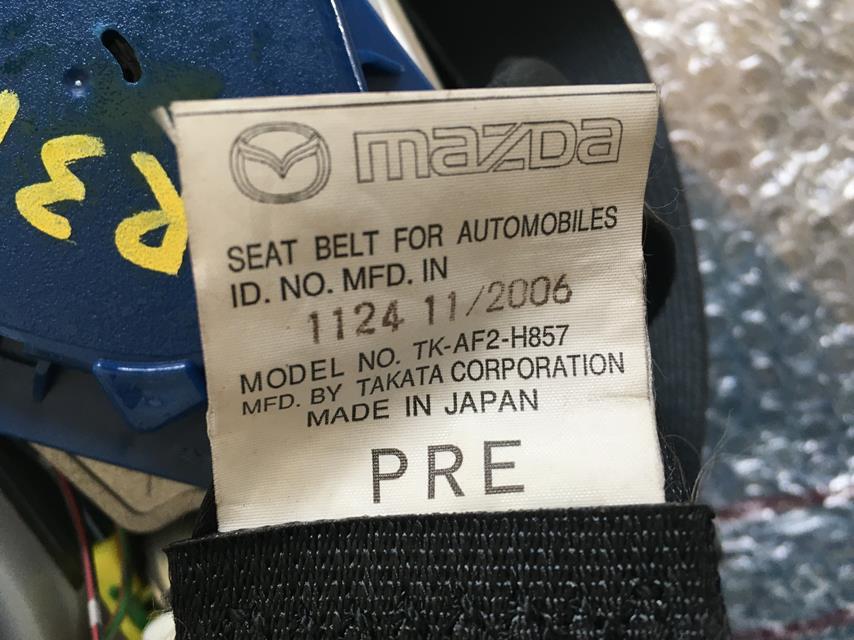 mazda
SEAT BELT FOR AUTOMOBILES
ID. NO. MFD. IN
1124 11/2006
MODEL NO. TK-AF2-H857
MFD. BY TAKATA CORPORATION
MADE IN JAPAN
PRE